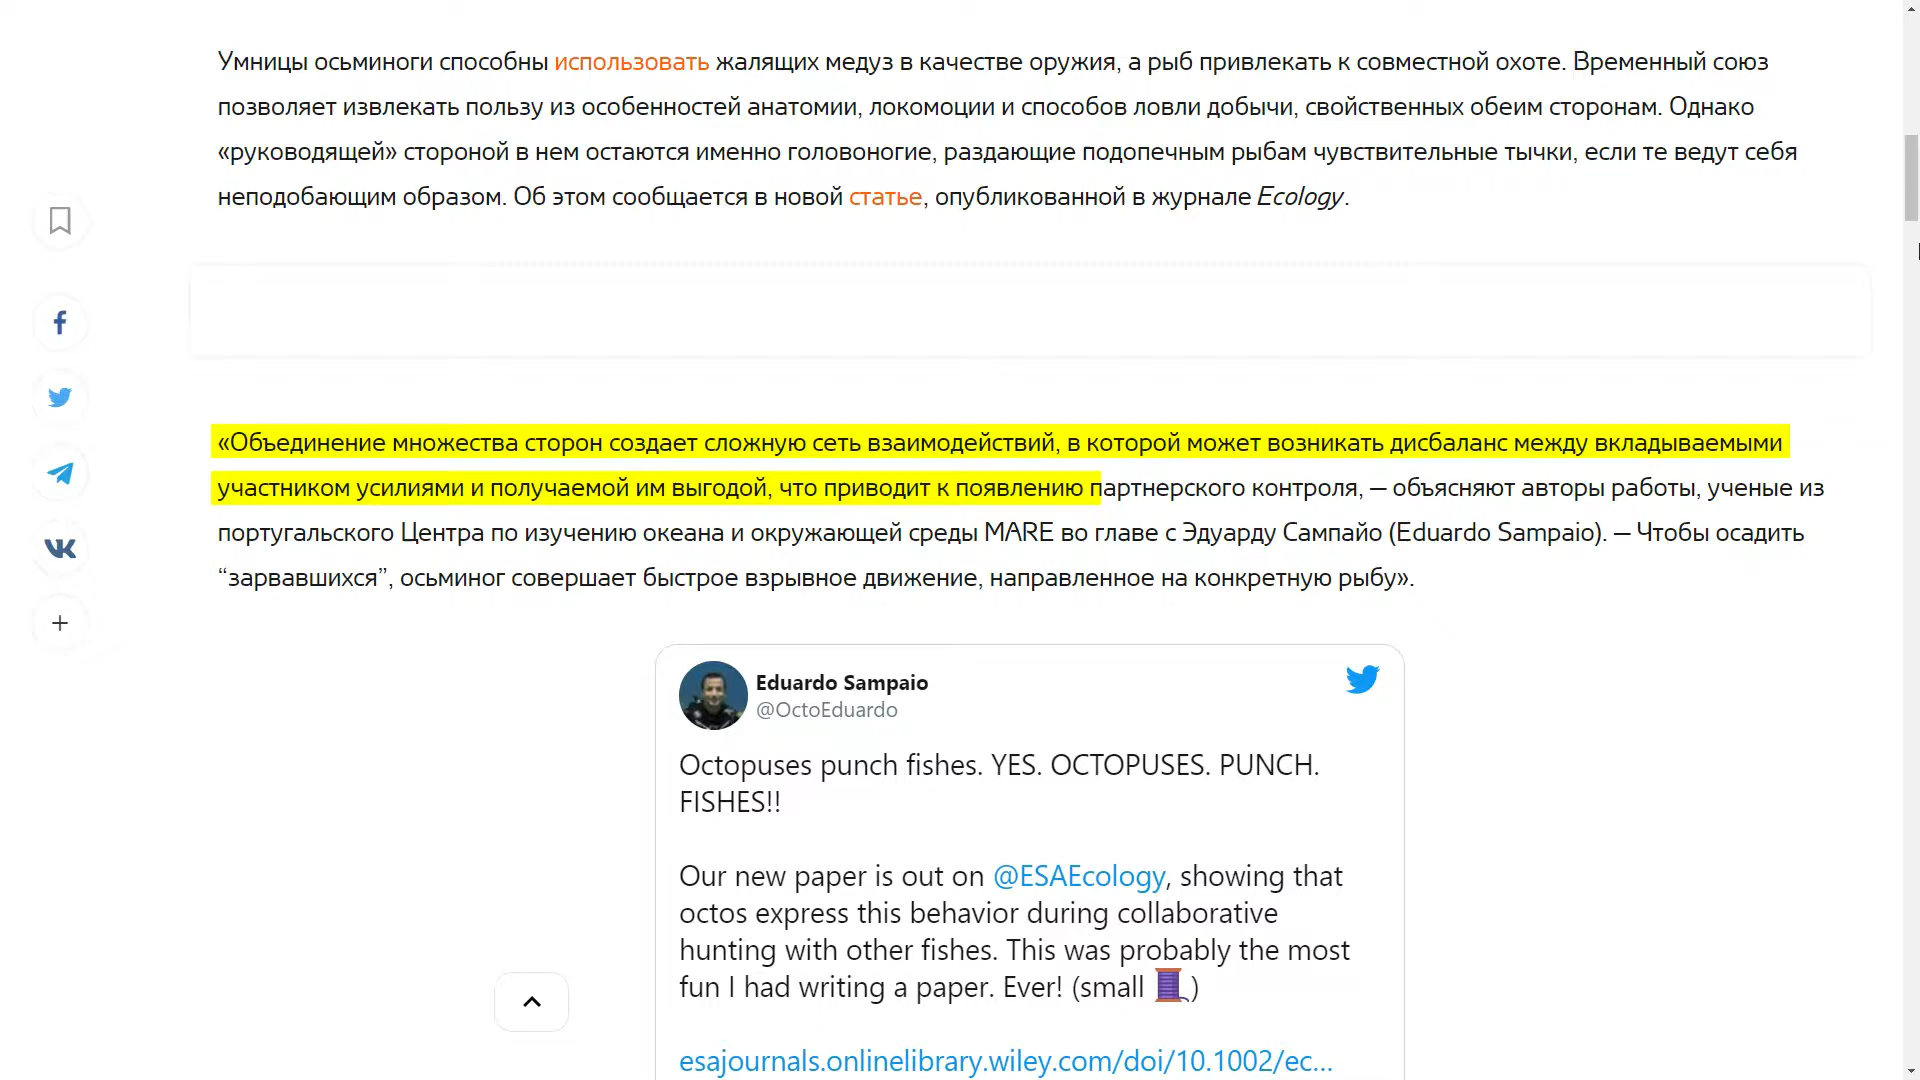 Умницы осьминоги способны использовать жалящих медуз в качестве оружия, а рыб привлекать к совместной охоте. Временный союз
позволяет извлекать пользу из особенностей анатомии, локомоции и способов ловли добычи, свойственных обеим сторонам. Однако
«руководящей» стороной в нем остаются именно головоногие, раздающие подопечным рыбам чувствительные тычки, если те ведут себя
неподобающим образом. Об этом сообщается в новой статье, опубликованной в журнале Ecology.
«Объединение множества сторон создает сложную сеть взаимодействий, в которой может возникать дисбаланс между вкладываемыми
участником усилиями и получаемой им выгодой, что приводит к появлению партнерского контроля, — объясняют авторы работы, ученые из
португальского Центра по изучению океана и окружающей среды MARE во главе с Эдуарду Сампайо (Eduardo Sampaio). — Чтобы осадить
“зарвавшихся”, осьминог совершает быстрое взрывное движение, направленное на конкретную рыбу».
Eduardo Sampaio
@OctoEduardo
Octopuses punch fishes. YES. OCTOPUSES. PUNCH.
FISHES!!
Our new paper is out on @ESAEcology, showing that
octos express this behavior during collaborative
hunting with other fishes. This was probably the most
fun I had writing a paper. Ever! (small 🧵)
esajournals.onlinelibrary.wiley.com/doi/10.1002/ec…